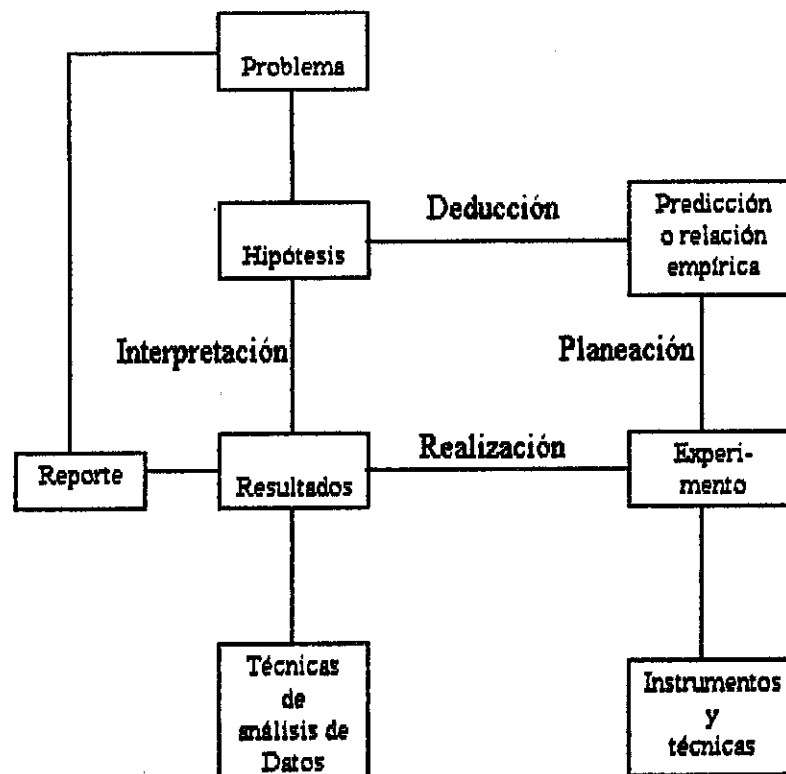 Problema
Deducción
Predicción
o relación
empírica
Hipótesis
Interpretación
Planeación
Reporte
Resultados
Realización
Experi-
mento
Técnicas
de
análisis de
Datos
Instrumentos
y
técnicas